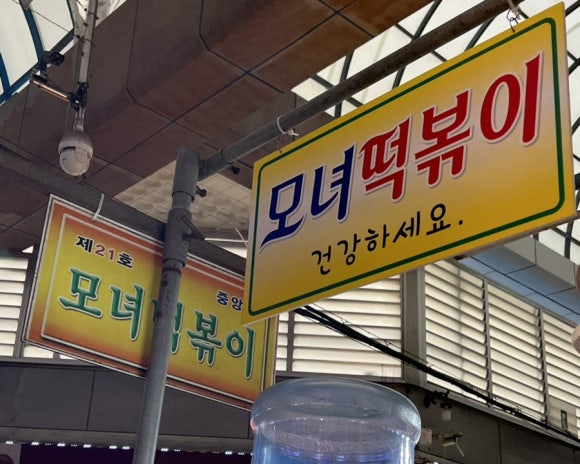 모녀떡볶이
건강하세요.
제21호
중앙
모녀떡볶이